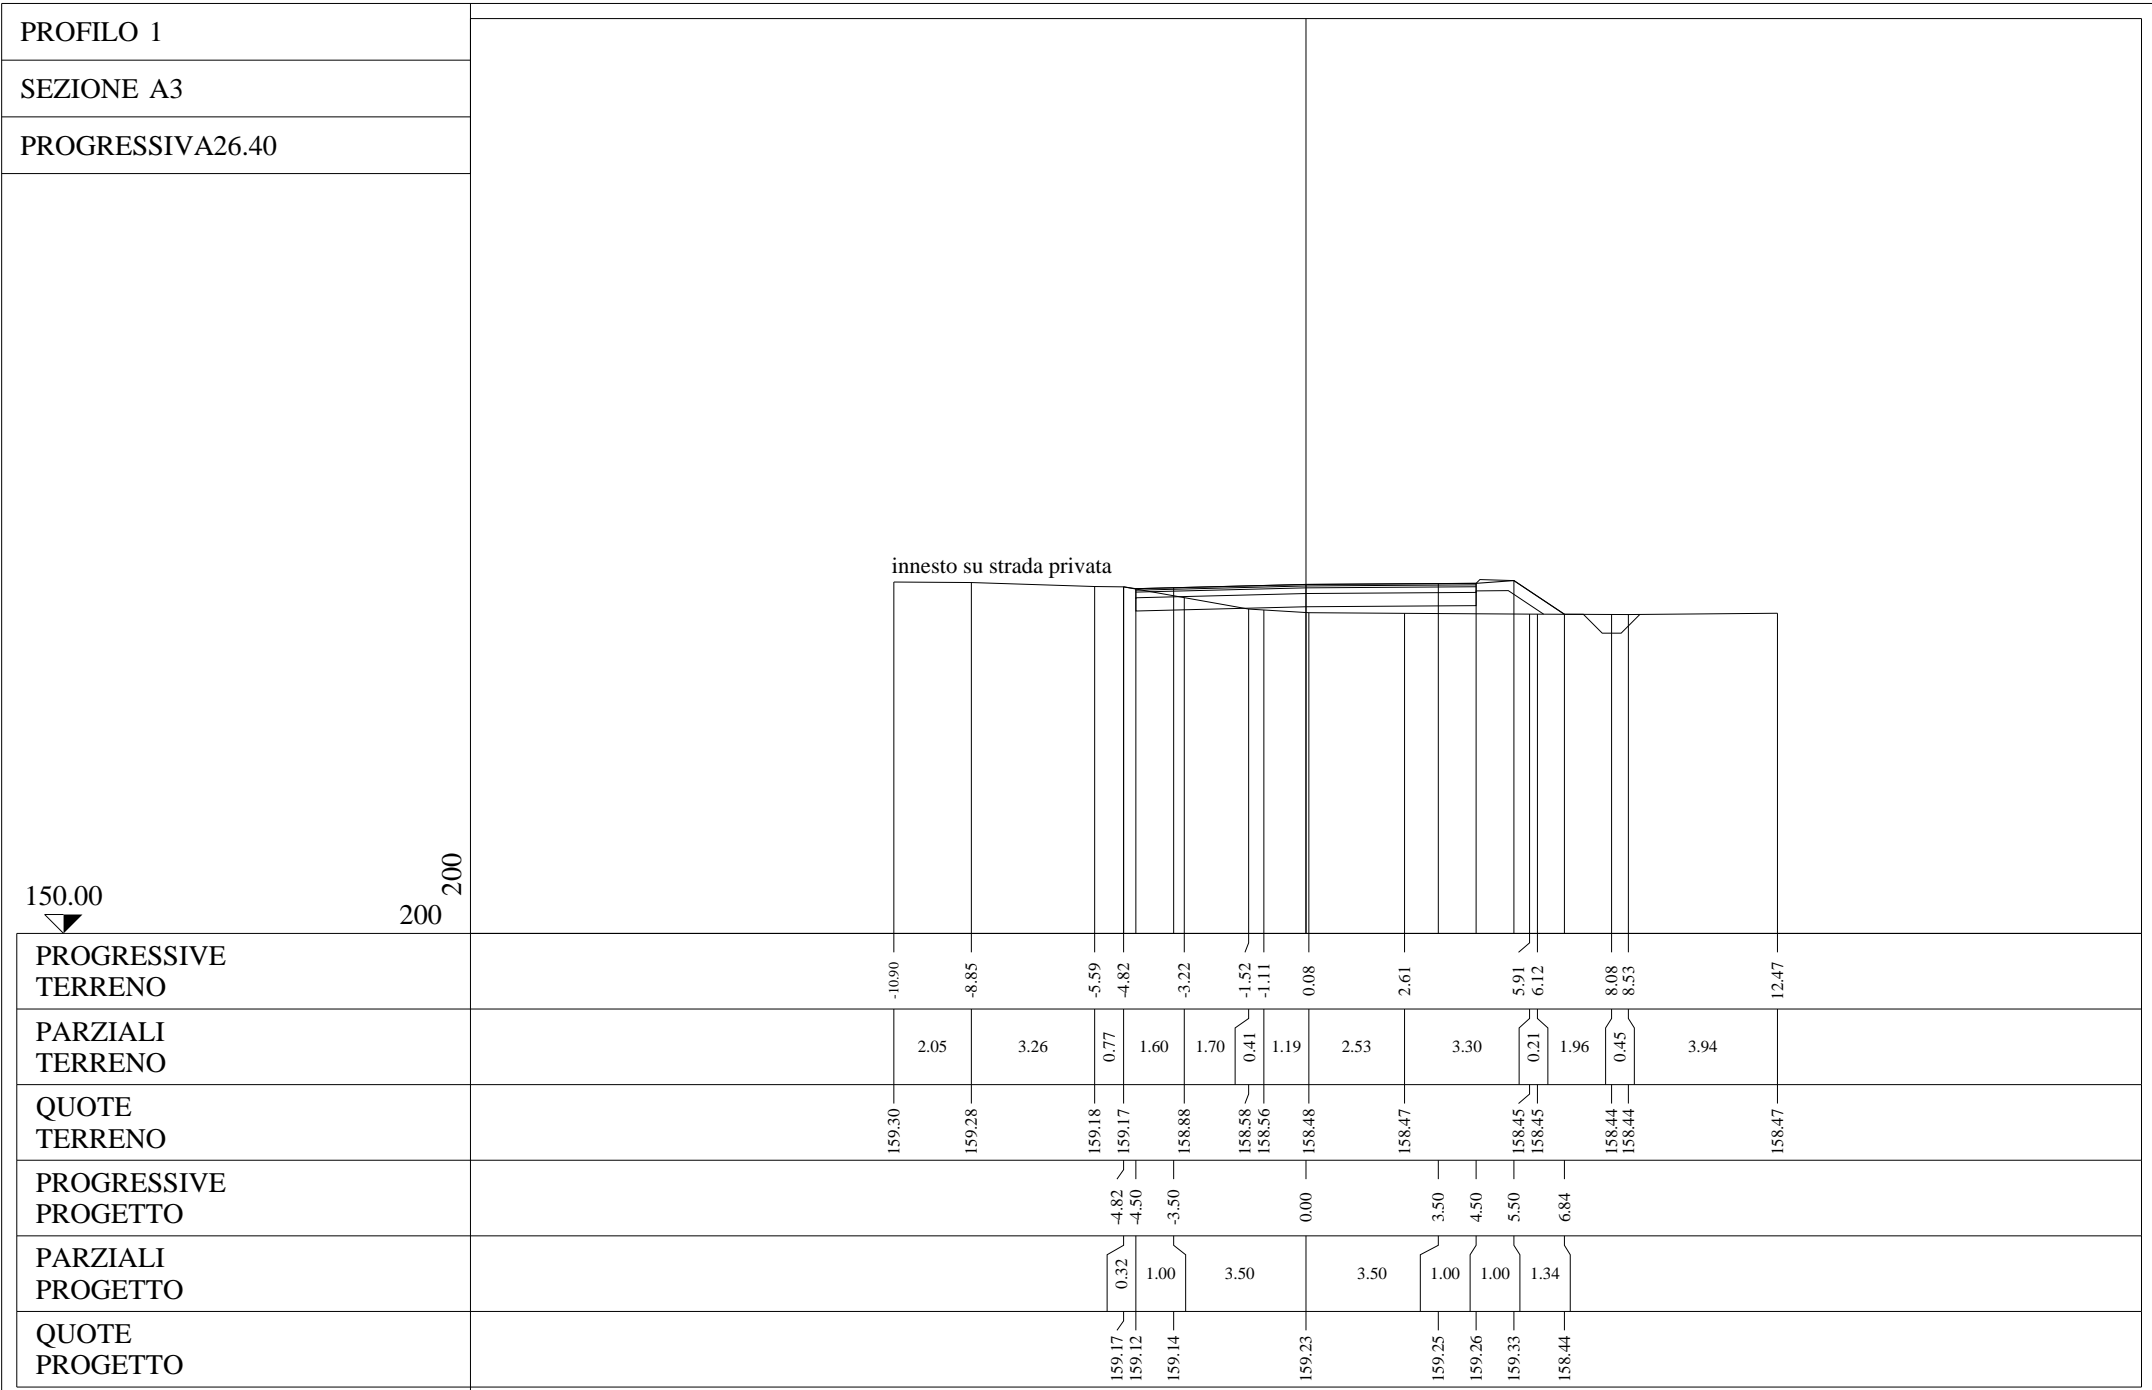 PROFILO 1
SEZIONE A3
PROGRESSIVA26.40
innesto su strada privata
200
150.00
200
PROGRESSIVE
TERRENO
-10.90 -8.85 -5.59 -4.82 -3.22 -1.52 -1.11 0.08 2.61 5.91 6.12 8.08 8.53 12.47
PARZIALI
TERRENO
2.05 3.26 0.77 1.60 1.70 0.41 1.19 2.53 3.30 0.21 1.96 0.45 3.94
QUOTE
TERRENO
159.30 159.28 159.18 159.17 158.88 158.58 158.56 158.48 158.47 158.45 158.45 158.44 158.44 158.47
PROGRESSIVE
PROGETTO
-4.82 -4.50 -3.50 0.00 3.50 4.50 5.50 6.84
PARZIALI
PROGETTO
0.32 1.00 3.50 3.50 1.00 1.00 1.34
QUOTE
PROGETTO
159.17 159.12 159.14 159.23 159.25 159.26 159.33 158.44